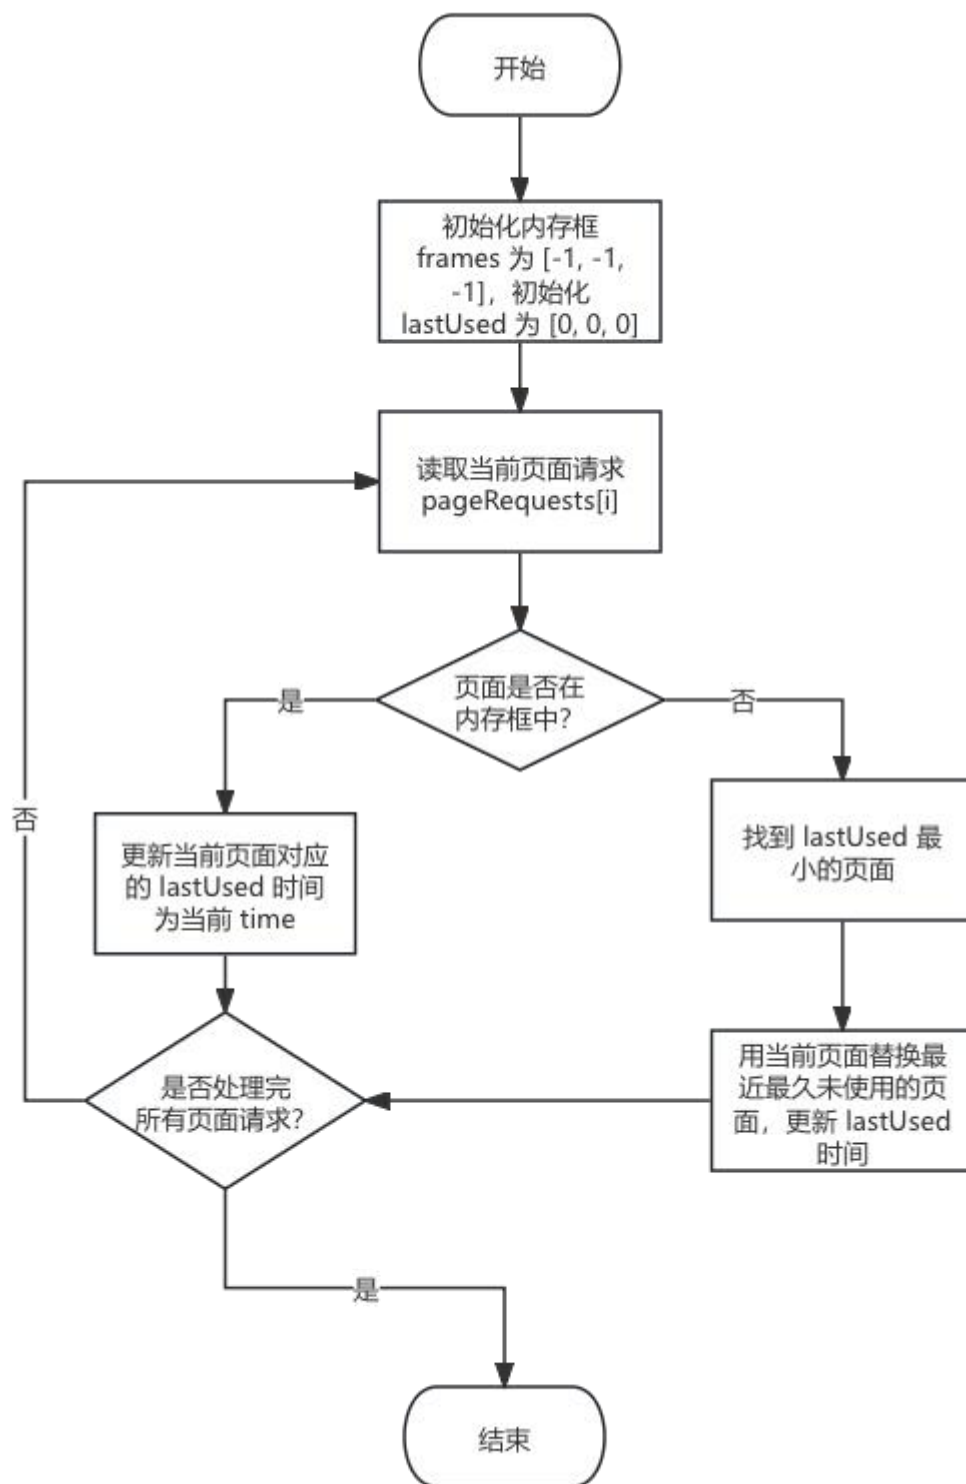 开始
初始化内存框
frames 为 [-1, -1,
-1]，初始化
lastUsed 为 [0, 0, 0]
读取当前页面请求
pageRequests[i]
页面是否在
内存框中？
是
否
更新当前页面对应
的 lastUsed 时间
为当前 time
找到 lastUsed 最
小的页面
否
用当前页面替换最
近最久未使用的页
面，更新 lastUsed
时间
是否处理完
所有页面请求？
是
结束